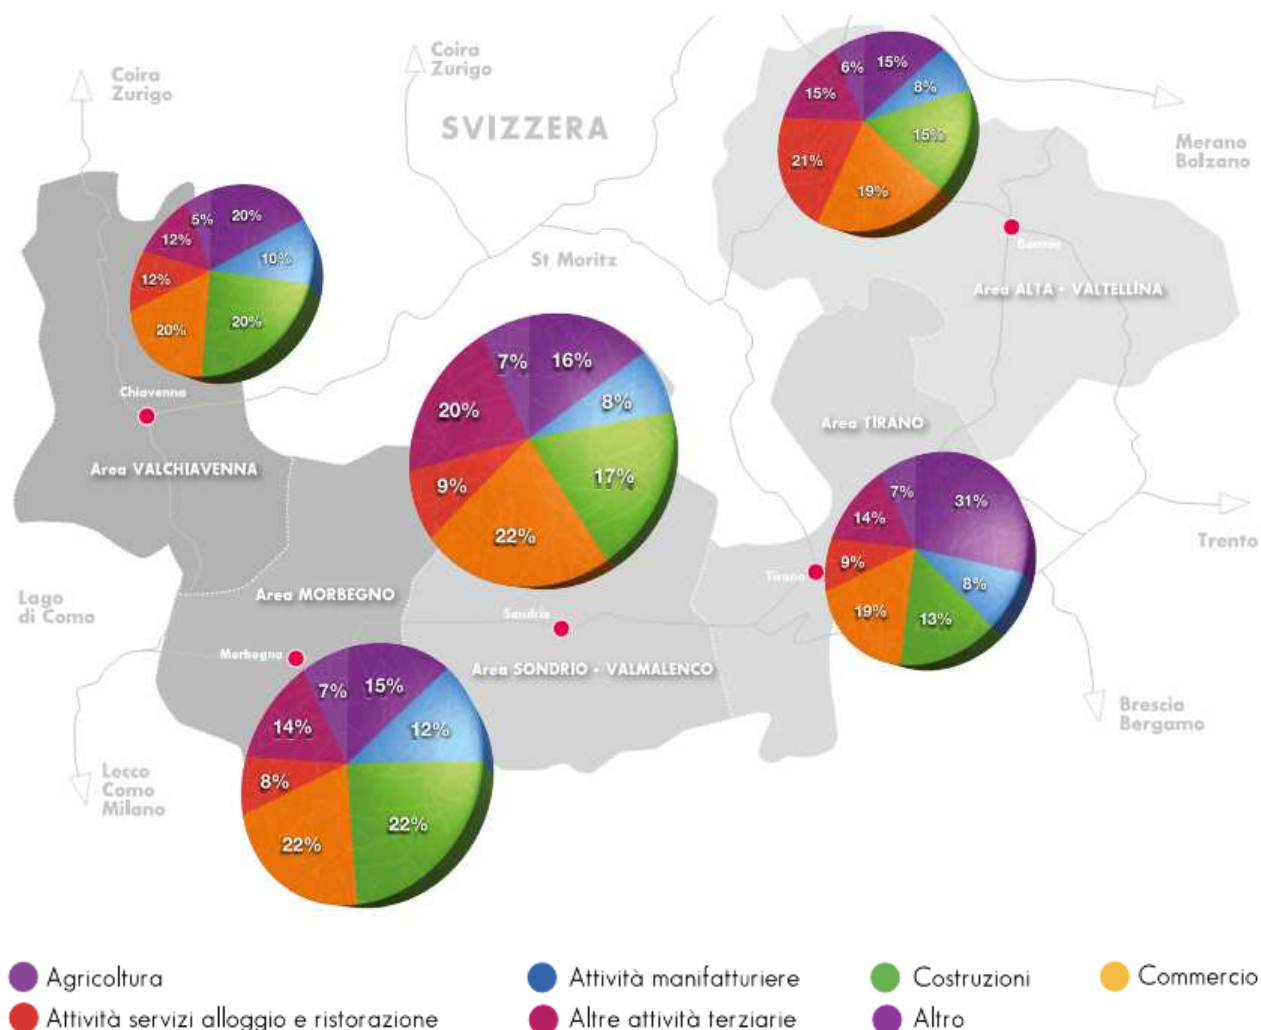 Coira
Zurigo
Coira
Zurigo
SVIZZERA
Merano
Bolzano
6%
15%
8%
15%
19%
21%
15%
Bormio
Area ALTA - VALTELLINA
St Moritz
5%
20%
10%
20%
20%
12%
12%
Chiavenna
Area VALCHIAVENNA
7%
16%
8%
17%
22%
9%
20%
Area TIRANO
7%
31%
8%
13%
19%
9%
14%
Tirano
Trento
Lago
di Como
Area MORBEGNO
Sondrio
Morbegno
Area SONDRIO - VALMALENCO
7%
15%
12%
22%
22%
8%
14%
Brescia
Bergamo
Lecco
Como
Milano
Agricoltura
Attività manifatturiere
Costruzioni
Commercio
Attività servizi alloggio e ristorazione
Altre attività terziarie
Altro